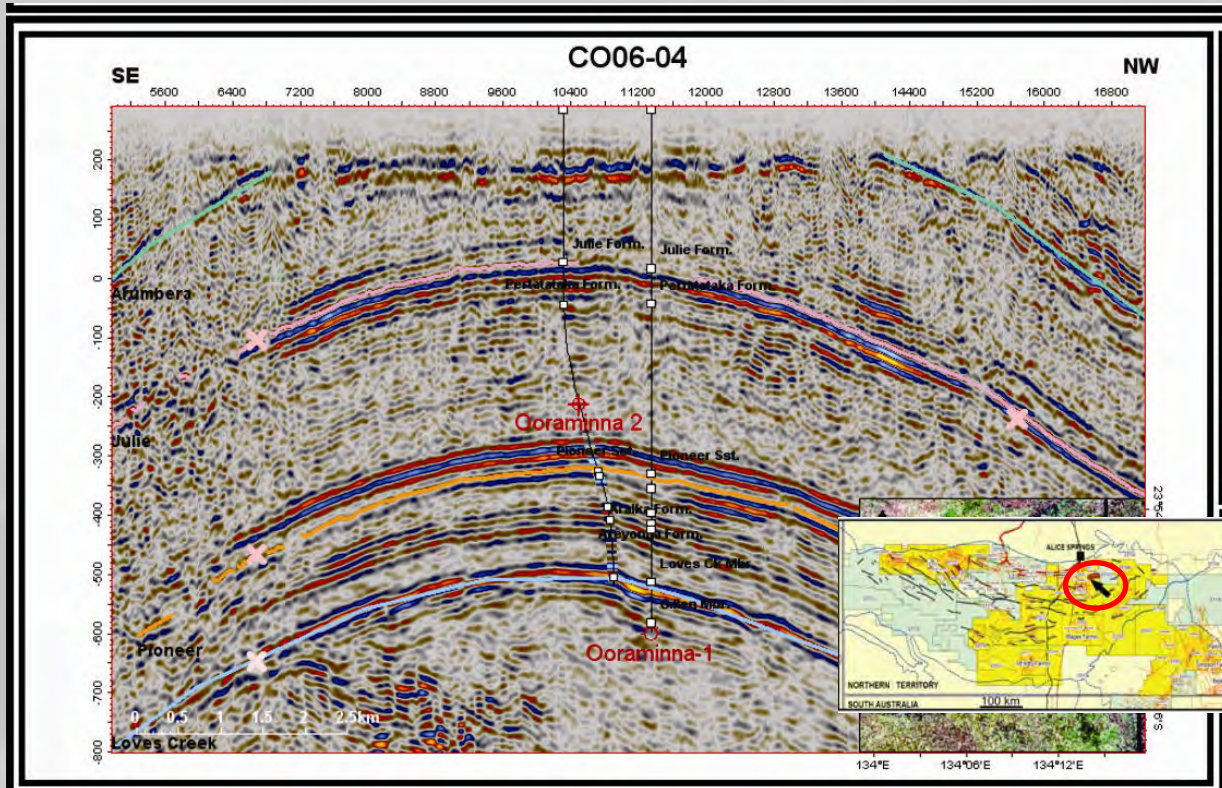 CO06-04
SE
NW
5600 6400 7200 8000 8800 9600 10400 11200 12000 12800 13600 14400 15200 16000 16800
200
100
0
-100
-200
-300
-400
-500
-600
-700
-800
Julie Form.
Julie Form.
Pertatataka Form.
Pertatataka Form.
Arumbera
Ooraminna 2
Julie
Pioneer Sst.
Pioneer Sst.
Aralka Form.
Areyonga Form.
Loves Ck Mbr.
Gillen Mbr.
Pioneer
Ooraminna-1
0 0.5 1 1.5 2 2.5km
Loves Creek
ALICE SPRINGS
NORTHERN TERRITORY
SOUTH AUSTRALIA
100 km
134°E 134°06'E 134°12'E